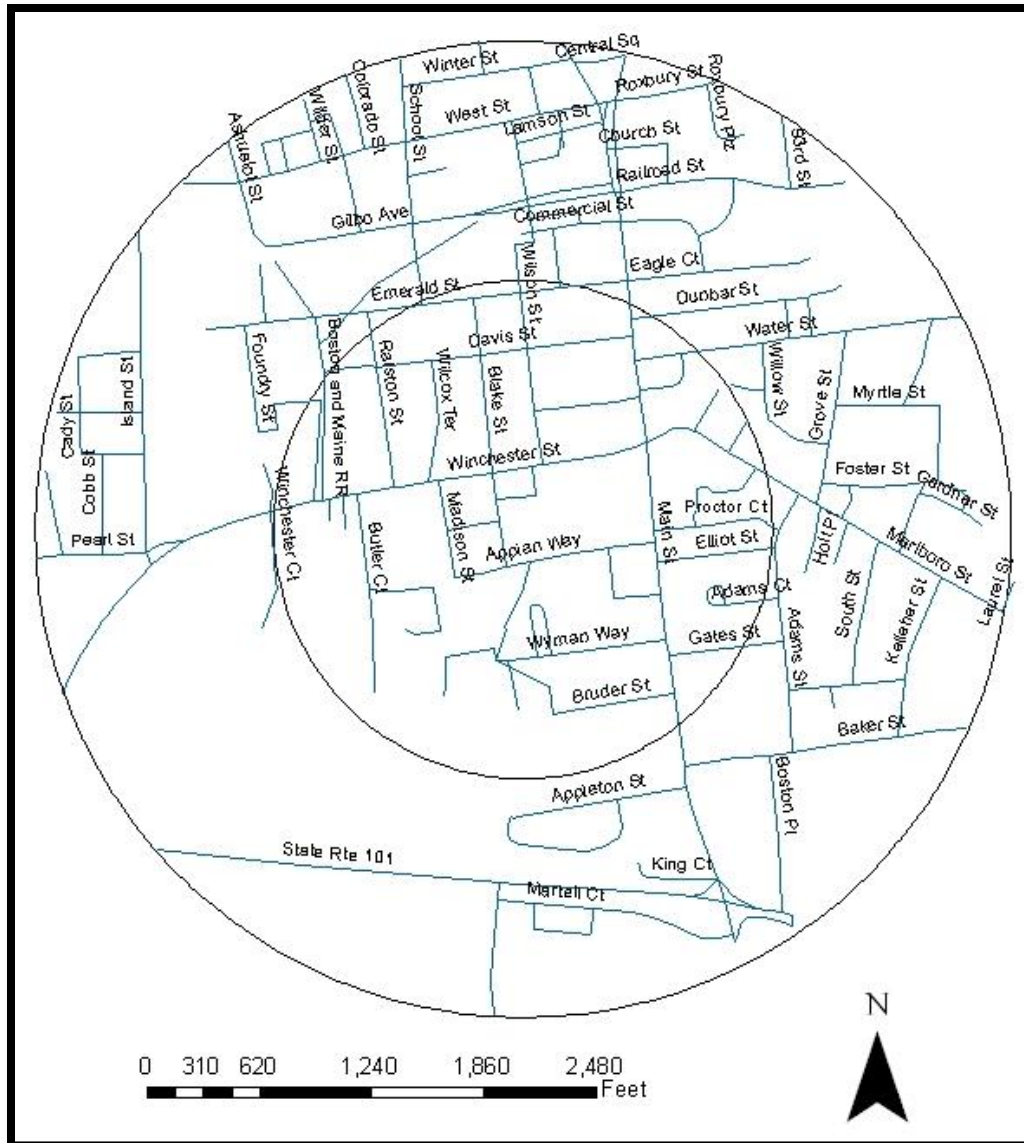 Central Sq
Winter St
Roxbury St
Roxbury Plz
Colorado St
Wilder St
School St
West St
Lamson St
Church St
Ashuelot St
93rd St
Railroad St
Gilbo Ave
Commercial St
Wilson St
Eagle Ct
Emerald St
Dunbar St
Water St
Davis St
Boston and Maine RR
Foundry St
Ralston St
Wilcox Ter
Blake St
Willow St
Grove St
Island St
Myrtle St
Cady St
Winchester St
Cobb St
Foster St
Gardnar St
Winchester Ct
Madison St
Main St
Proctor Ct
Pearl St
Butler Ct
Appian Way
Elliot St
Holt Pl
Marlboro St
Laurel St
Adams Ct
South St
Kelleher St
Wyman Way
Gates St
Adams St
Bruder St
Baker St
Appleton St
Boston Pl
State Rte 101
King Ct
Martell Ct
N
0 310 620 1,240 1,860 2,480
Feet